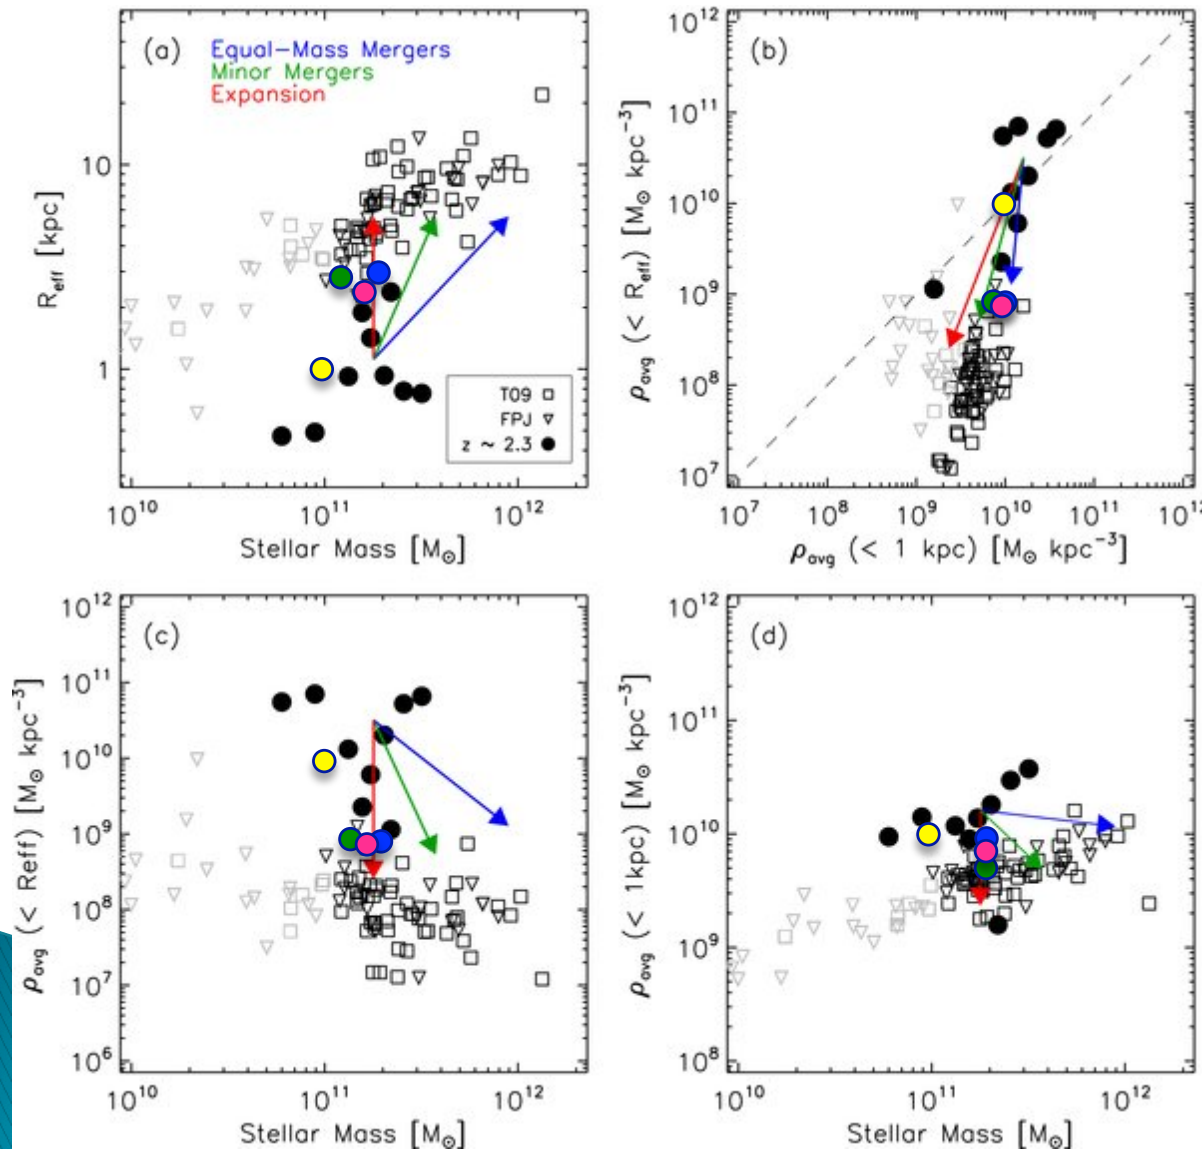 (a)
Equal-Mass Mergers
Minor Mergers
Expansion
T09
FPJ
z ~ 2.3
10
1
R_eff [kpc]
10^10 10^11 10^12
Stellar Mass [M_⊙]
(b)
10^12
10^11
10^10
10^9
10^8
10^7
ρ_avg (< R_eff) [M_⊙ kpc^-3]
10^7 10^8 10^9 10^10 10^11 10^12
ρ_avg (< 1 kpc) [M_⊙ kpc^-3]
(c)
10^12
10^11
10^10
10^9
10^8
10^7
10^6
ρ_avg (< Reff) [M_⊙ kpc^-3]
10^10 10^11 10^12
Stellar Mass [M_⊙]
(d)
10^12
10^11
10^10
10^9
10^8
ρ_avg (< 1kpc) [M_⊙ kpc^-3]
10^10 10^11 10^12
Stellar Mass [M_⊙]